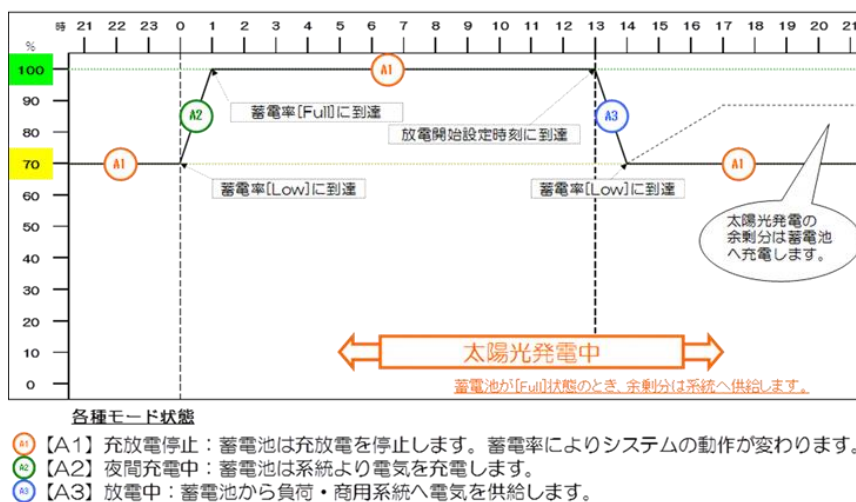 時 21 22 23 0 1 2 3 4 5 6 7 8 9 10 11 12 13 14 15 16 17 18 19 20 21
%
100
90
80
70
60
50
40
30
20
10
0
A1
A2
A1
A3
A1
蓄電率[Full]に到達
放電開始設定時刻に到達
蓄電率[Low]に到達
蓄電率[Low]に到達
太陽光発電の
余剰分は蓄電池
へ充電します。
太陽光発電中
蓄電池が[Full]状態のとき、余剰分は系統へ供給します。
各種モード状態
A1 【A1】充放電停止:蓄電池は充放電を停止します。蓄電率によりシステムの動作が変わります。
A2 【A2】夜間充電中:蓄電池は系統より電気を充電します。
A3 【A3】放電中:蓄電池から負荷・商用系統へ電気を供給します。